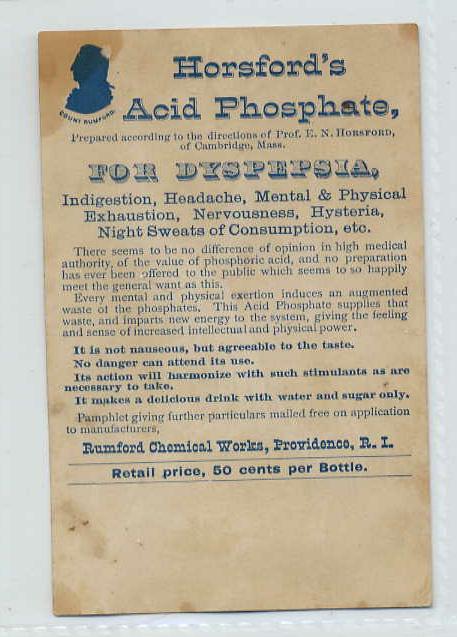 COUNT RUMFORD.
Horsford's
Acid Phosphate,
Prepared according to the directions of Prof. E. N. HORSFORD,
of Cambridge, Mass.
FOR DYSPEPSIA,
Indigestion, Headache, Mental & Physical
Exhaustion, Nervousness, Hysteria,
Night Sweats of Consumption, etc.
There seems to be no difference of opinion in high medical
authority, of the value of phosphoric acid, and no preparation
has ever been offered to the public which seems to so happily
meet the general want as this.
Every mental and physical exertion induces an augmented
waste of the phosphates. This Acid Phosphate supplies that
waste, and imparts new energy to the system, giving the feeling
and sense of increased intellectual and physical power.
It is not nauseous, but agreeable to the taste.
No danger can attend its use.
Its action will harmonize with such stimulants as are
necessary to take.
It makes a delicious drink with water and sugar only.
Pamphlet giving further particulars mailed free on application
to manufacturers,
Rumford Chemical Works, Providence, R. I.
Retail price, 50 cents per Bottle.